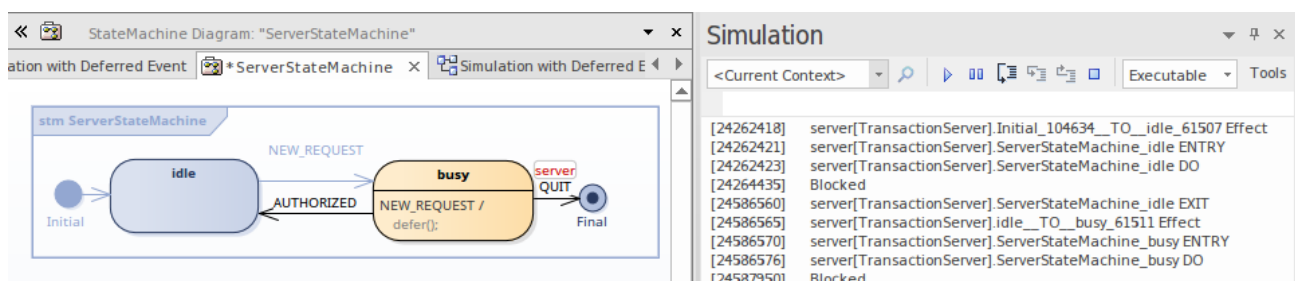 StateMachine Diagram: "ServerStateMachine"
ation with Deferred Event
*ServerStateMachine
Simulation with Deferred E
stm ServerStateMachine
NEW_REQUEST
idle
busy
server
QUIT
AUTHORIZED
NEW_REQUEST /
defer();
Initial
Final
Simulation
<Current Context>
Executable
Tools
[24262418] server[TransactionServer].Initial_104634__TO__idle_61507 Effect
[24262421] server[TransactionServer].ServerStateMachine_idle ENTRY
[24262423] server[TransactionServer].ServerStateMachine_idle DO
[24264435] Blocked
[24586560] server[TransactionServer].ServerStateMachine_idle EXIT
[24586565] server[TransactionServer].idle__TO__busy_61511 Effect
[24586570] server[TransactionServer].ServerStateMachine_busy ENTRY
[24586576] server[TransactionServer].ServerStateMachine_busy DO
[24587950] Blocked